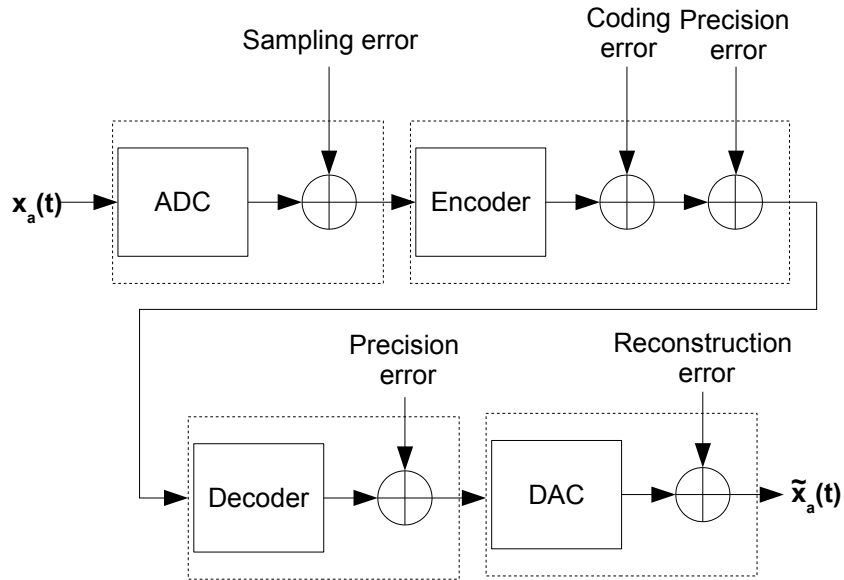 Sampling error
Coding error
Precision error
x_a(t)
ADC
Encoder
Precision error
Reconstruction error
Decoder
DAC
x̃_a(t)